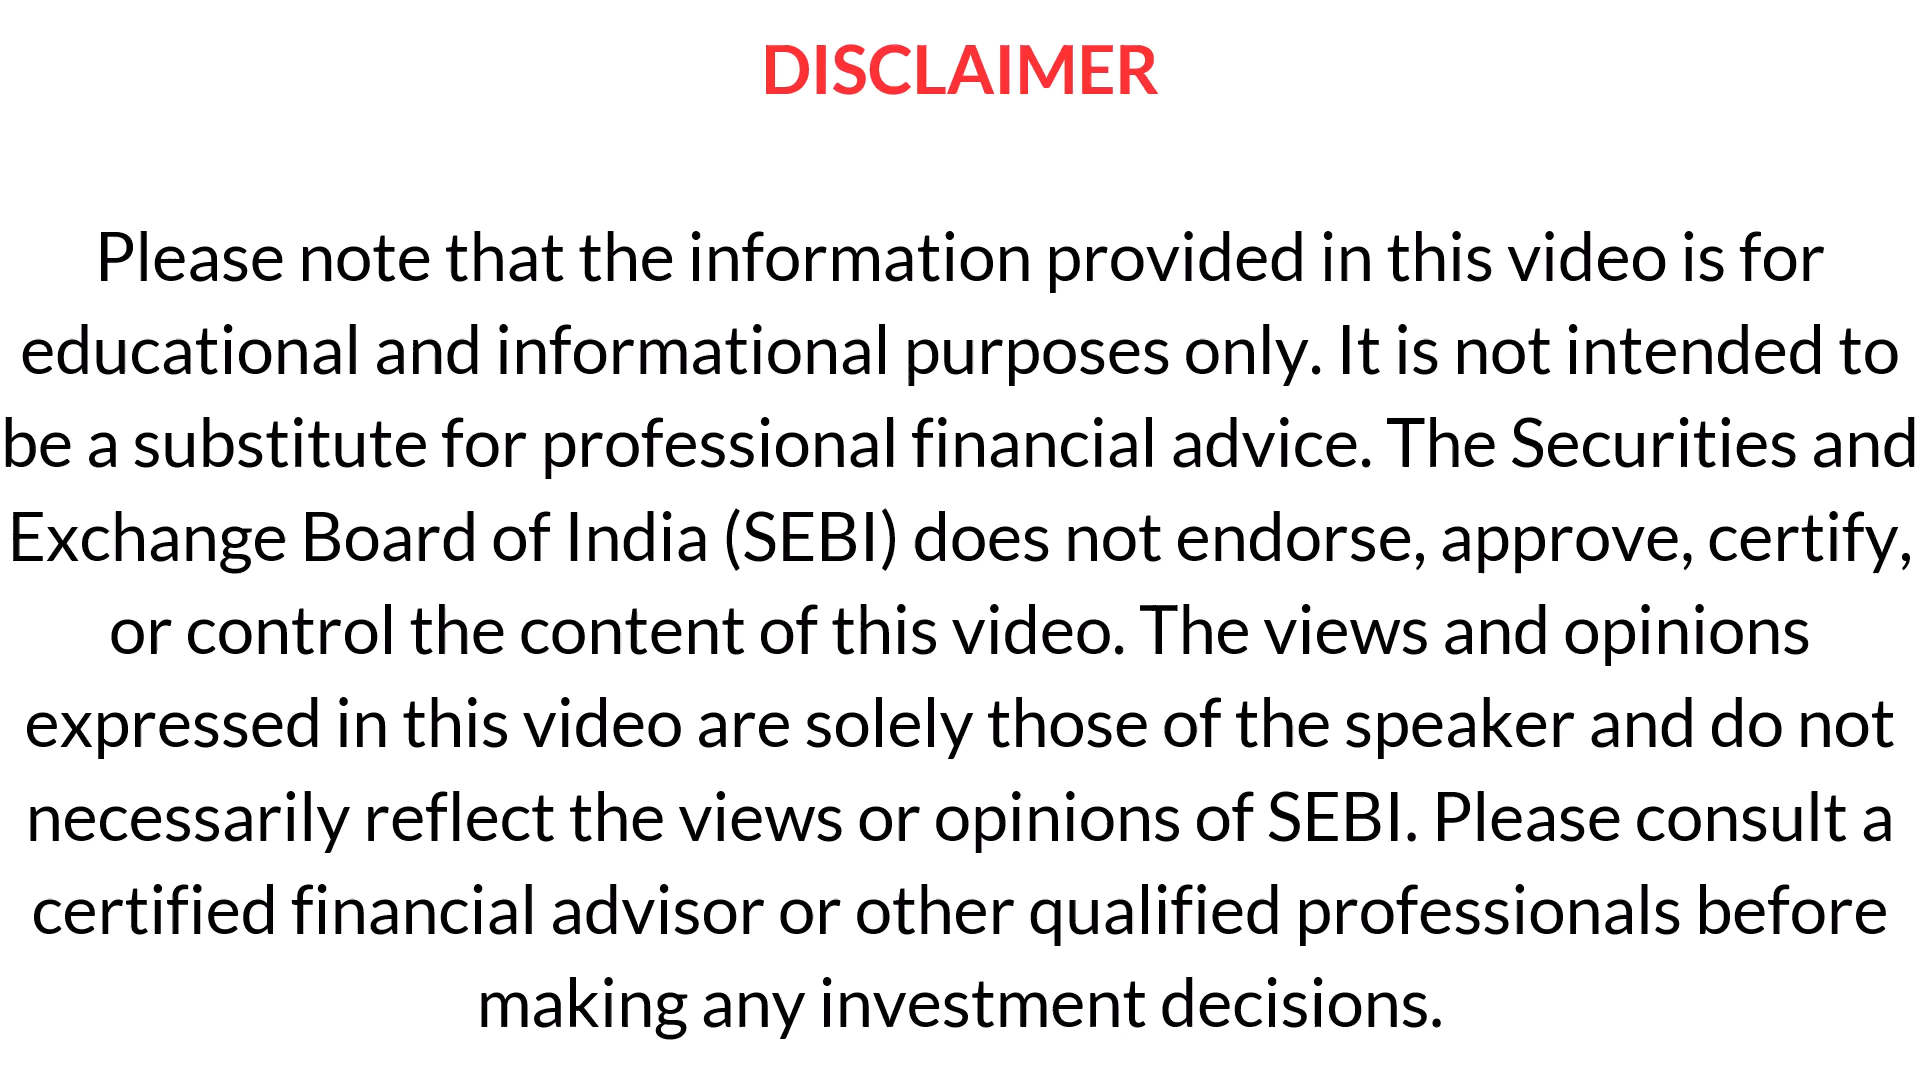 DISCLAIMER
Please note that the information provided in this video is for
educational and informational purposes only. It is not intended to
be a substitute for professional financial advice. The Securities and
Exchange Board of India (SEBI) does not endorse, approve, certify,
or control the content of this video. The views and opinions
expressed in this video are solely those of the speaker and do not
necessarily reflect the views or opinions of SEBI. Please consult a
certified financial advisor or other qualified professionals before
making any investment decisions.